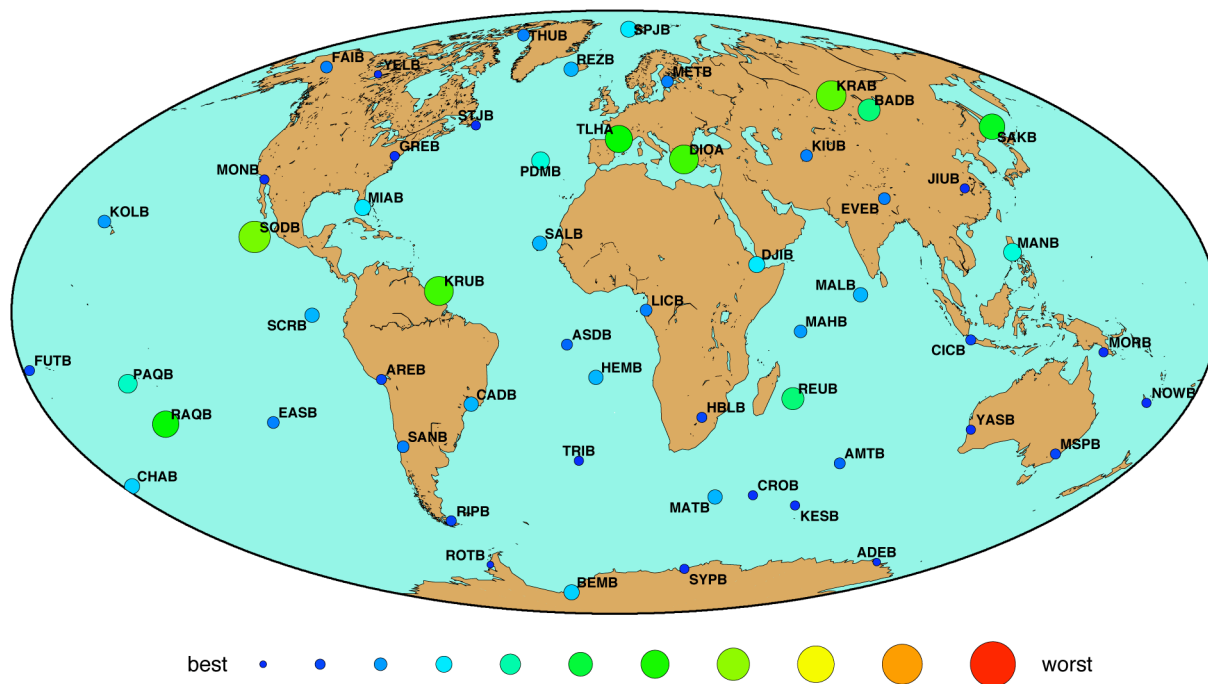 SPJB
THUB
REZB
FAIB
YELB
METB
KRAB
BADB
STJB
TLHA
SAKB
GREB
DIOA
KIUB
PDMB
MONB
JIUB
MIAB
EVEB
KOLB
SODB
SALB
MANB
DJIB
KRUB
MALB
LICB
SCRB
MAHB
ASDB
CICB
MORB
FUTB
HEMB
PAQB
AREB
CADB
REUB
NOWB
RAQB
EASB
HBLB
YASB
SANB
MSPB
TRIB
AMTB
CHAB
CROB
MATB
RIPB
KESB
ROTB
ADEB
SYPB
BEMB
best worst